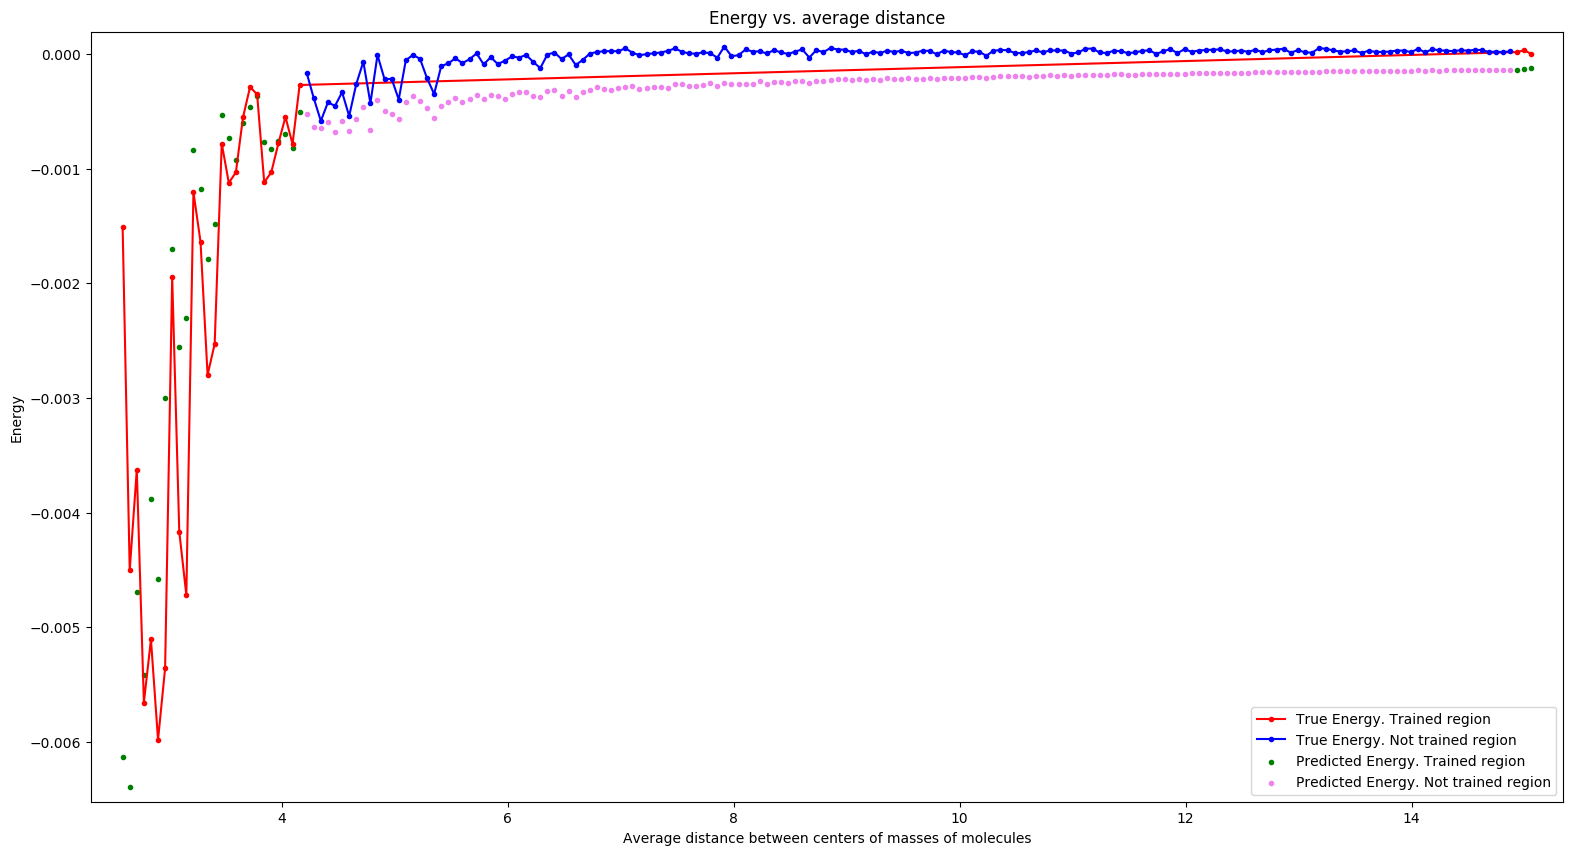 Energy vs. average distance
0.000
−0.001
−0.002
−0.003
−0.004
−0.005
−0.006
Energy
4 6 8 10 12 14
Average distance between centers of masses of molecules
True Energy. Trained region
True Energy. Not trained region
Predicted Energy. Trained region
Predicted Energy. Not trained region